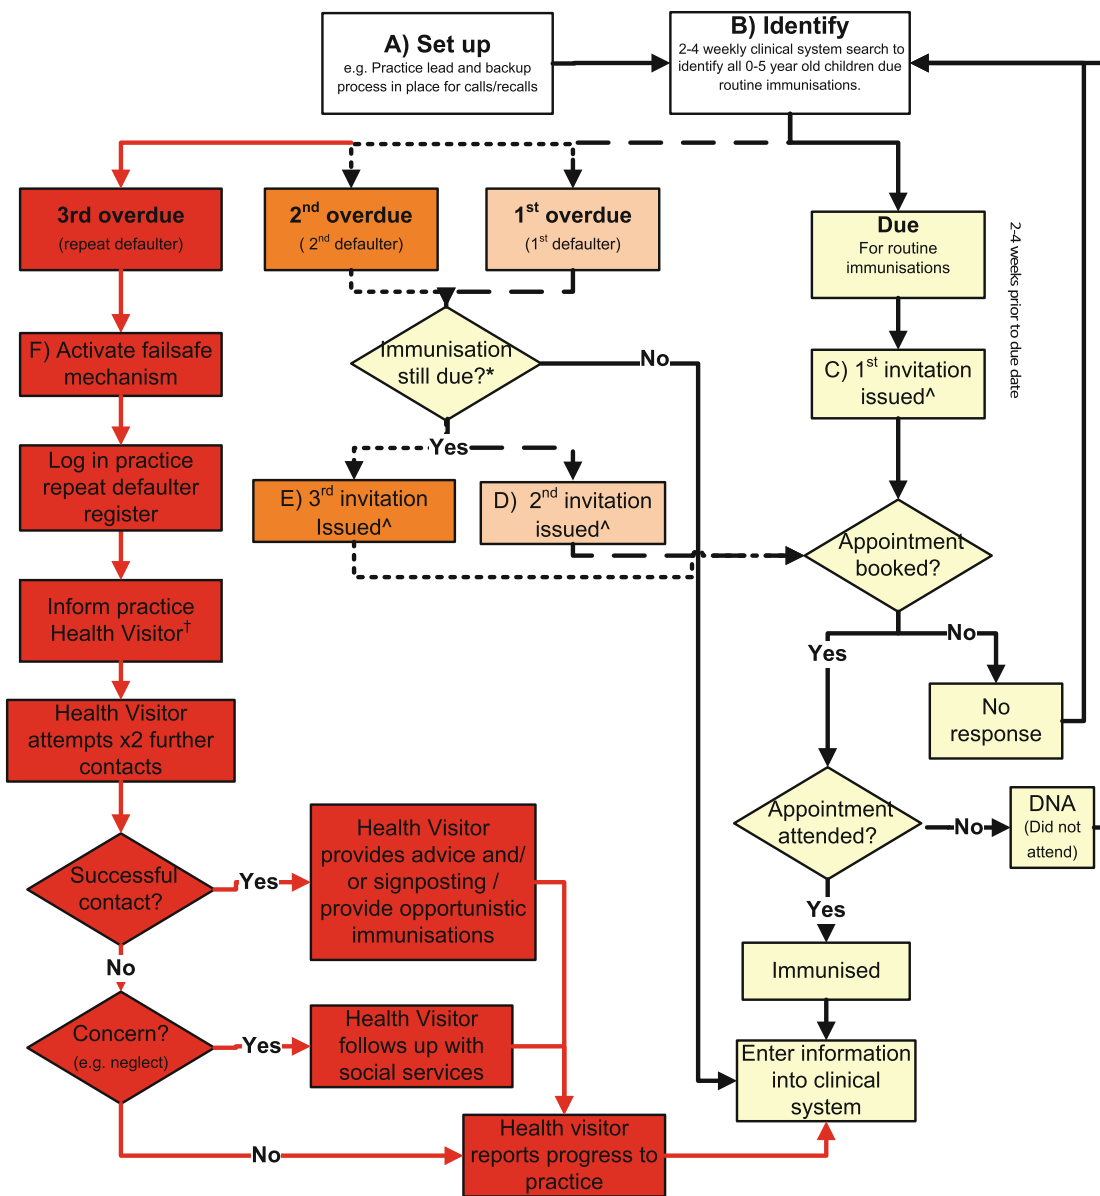 A) Set up
e.g. Practice lead and backup
process in place for calls/recalls
B) Identify
2-4 weekly clinical system search to
identify all 0-5 year old children due
routine immunisations.
3rd overdue
(repeat defaulter)
2nd overdue
( 2nd defaulter)
1st overdue
(1st defaulter)
Due
For routine
immunisations
2-4 weeks prior to due date
F) Activate failsafe
mechanism
Immunisation
still due?*
No
Yes
C) 1st invitation
issued^
Log in practice
repeat defaulter
register
E) 3rd invitation
Issued^
D) 2nd invitation
issued^
Appointment
booked?
Inform practice
Health Visitor†
Yes
No
No
response
Health Visitor
attempts x2 further
contacts
Appointment
attended?
No
DNA
(Did not
attend)
Successful
contact?
Yes
Health Visitor
provides advice and/
or signposting /
provide opportunistic
immunisations
Yes
No
Immunised
Concern?
(e.g. neglect)
Yes
Health Visitor
follows up with
social services
Enter information
into clinical
system
No
Health visitor
reports progress to
practice